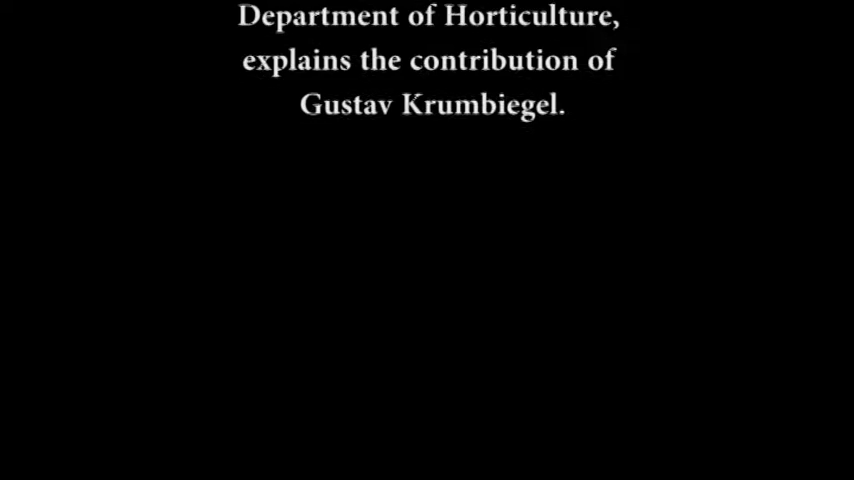 Department of Horticulture,
explains the contribution of
Gustav Krumbiegel.